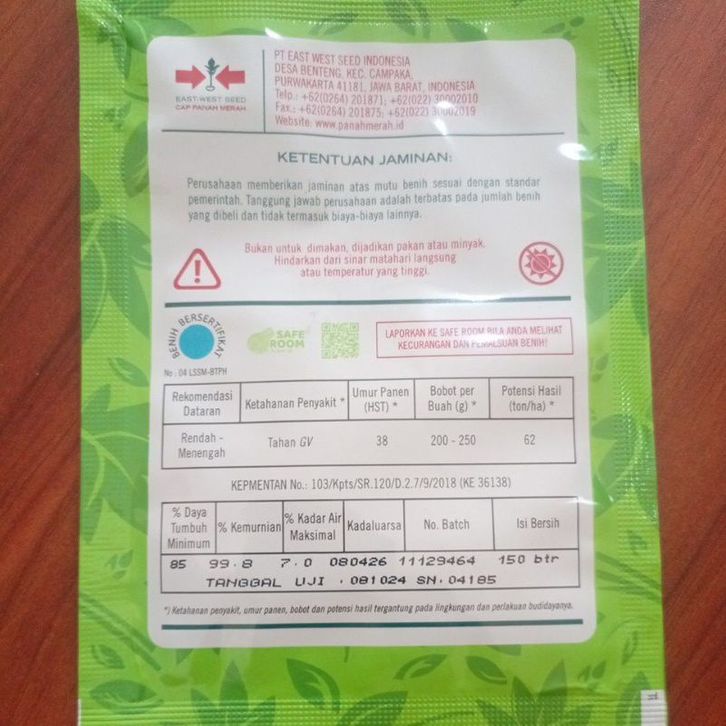 PT EAST WEST SEED INDONESIA
DESA BENTENG, KEC. CAMPAKA,
PURWAKARTA 41181, JAWA BARAT, INDONESIA
Telp.: +62(0264) 201871; +62(022) 30002010
Fax.: +62(0264) 201875; +62(022) 30002019
Website: www.panahmerah.id
EAST-WEST SEED
CAP PANAH MERAH
KETENTUAN JAMINAN:
Perusahaan memberikan jaminan atas mutu benih sesuai dengan standar
pemerintah. Tanggung jawab perusahaan adalah terbatas pada jumlah benih
yang dibeli dan tidak termasuk biaya-biaya lainnya.
Bukan untuk dimakan, dijadikan pakan atau minyak.
Hindarkan dari sinar matahari langsung
atau temperatur yang tinggi.
BENIH BERSERTIFIKAT
No : 04 LSSM-BTPH
SAFE
ROOM
LAPORKAN KE SAFE ROOM BILA ANDA MELIHAT
KECURANGAN DAN PEMALSUAN BENIH!
Rekomendasi Dataran Ketahanan Penyakit * Umur Panen (HST) * Bobot per Buah (g) * Potensi Hasil (ton/ha) *
Rendah - Menengah Tahan GV 38 200 - 250 62
KEPMENTAN No.: 103/Kpts/SR.120/D.2.7/9/2018 (KE 36138)
% Daya Tumbuh Minimum % Kemurnian % Kadar Air Maksimal Kadaluarsa No. Batch Isi Bersih
85 99.8 7.0 080426 11129464 150 btr
TANGGAL UJI . 081024 SN. 04185
*) Ketahanan penyakit, umur panen, bobot dan potensi hasil tergantung pada lingkungan dan perlakuan budidayanya.